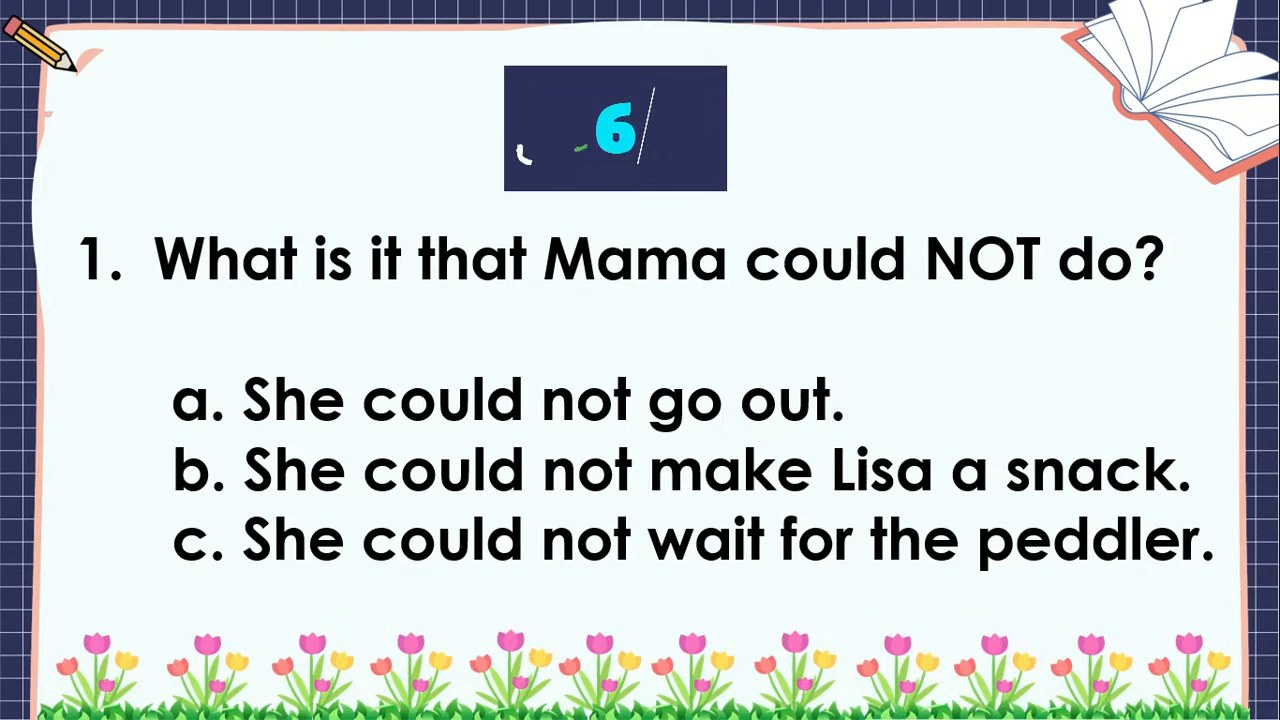 6
1. What is it that Mama could NOT do?
a. She could not go out.
b. She could not make Lisa a snack.
c. She could not wait for the peddler.